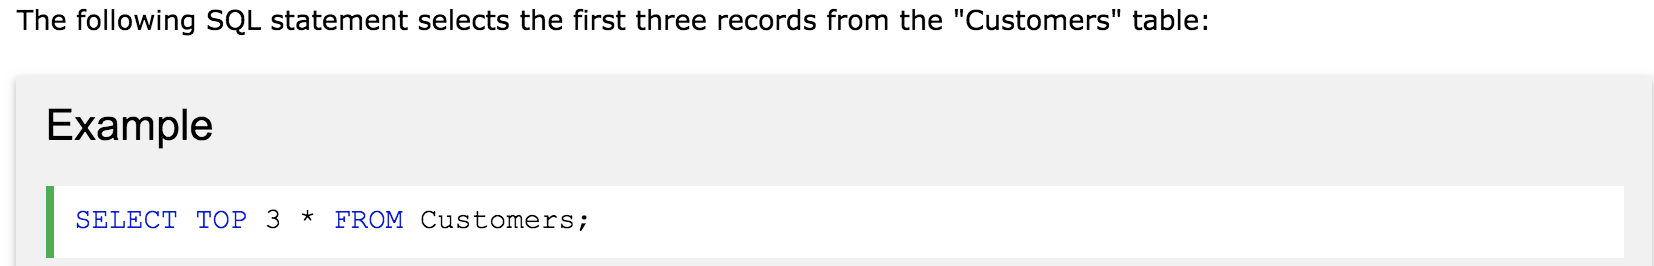 The following SQL statement selects the first three records from the "Customers" table:
Example
SELECT TOP 3 * FROM Customers;